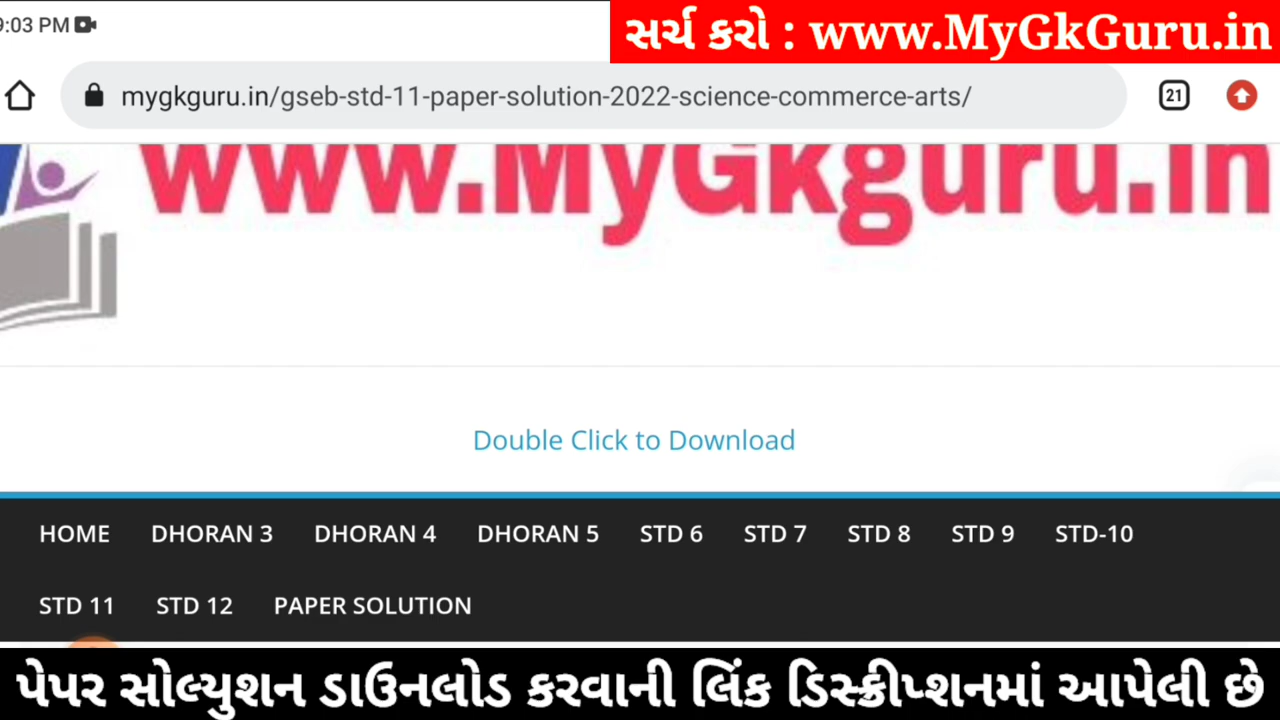 9:03 PM
સર્ચ કરો : www.MyGkGuru.in
mygkguru.in/gseb-std-11-paper-solution-2022-science-commerce-arts/
21
www.MyGkguru.in
Double Click to Download
HOME DHORAN 3 DHORAN 4 DHORAN 5 STD 6 STD 7 STD 8 STD 9 STD-10
STD 11 STD 12 PAPER SOLUTION
પેપર સોલ્યુશન ડાઉનલોડ કરવાની લિંક ડિસ્ક્રીપ્શનમાં આપેલી છે